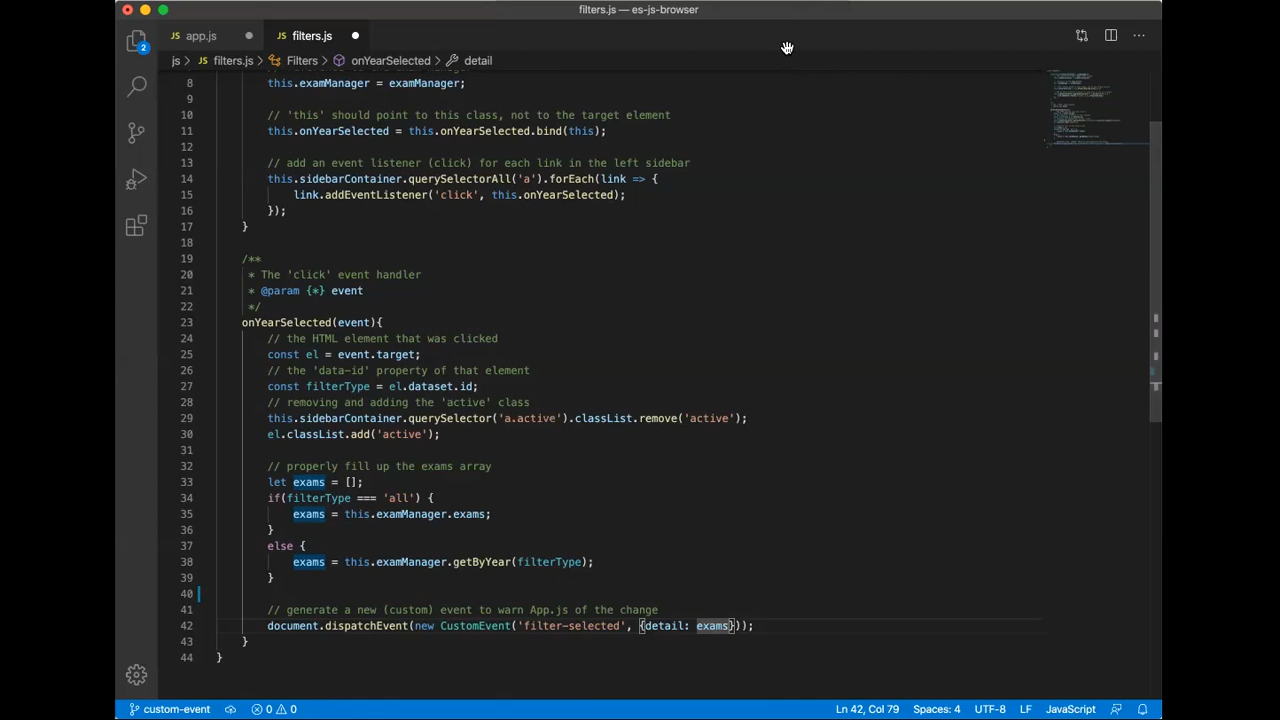 filters.js — es-js-browser
app.js
filters.js
js > filters.js > Filters > onYearSelected > detail
2
8 this.examManager = examManager;
9
10 // 'this' should point to this class, not to the target element
11 this.onYearSelected = this.onYearSelected.bind(this);
12
13 // add an event listener (click) for each link in the left sidebar
14 this.sidebarContainer.querySelectorAll('a').forEach(link => {
15 link.addEventListener('click', this.onYearSelected);
16 });
17 }
18
19 /**
20 * The 'click' event handler
21 * @param {*} event
22 */
23 onYearSelected(event){
24 // the HTML element that was clicked
25 const el = event.target;
26 // the 'data-id' property of that element
27 const filterType = el.dataset.id;
28 // removing and adding the 'active' class
29 this.sidebarContainer.querySelector('a.active').classList.remove('active');
30 el.classList.add('active');
31
32 // properly fill up the exams array
33 let exams = [];
34 if(filterType === 'all') {
35 exams = this.examManager.exams;
36 }
37 else {
38 exams = this.examManager.getByYear(filterType);
39 }
40
41 // generate a new (custom) event to warn App.js of the change
42 document.dispatchEvent(new CustomEvent('filter-selected', {detail: exams}));
43 }
44 }
custom-event 0 0 Ln 42, Col 79 Spaces: 4 UTF-8 LF JavaScript